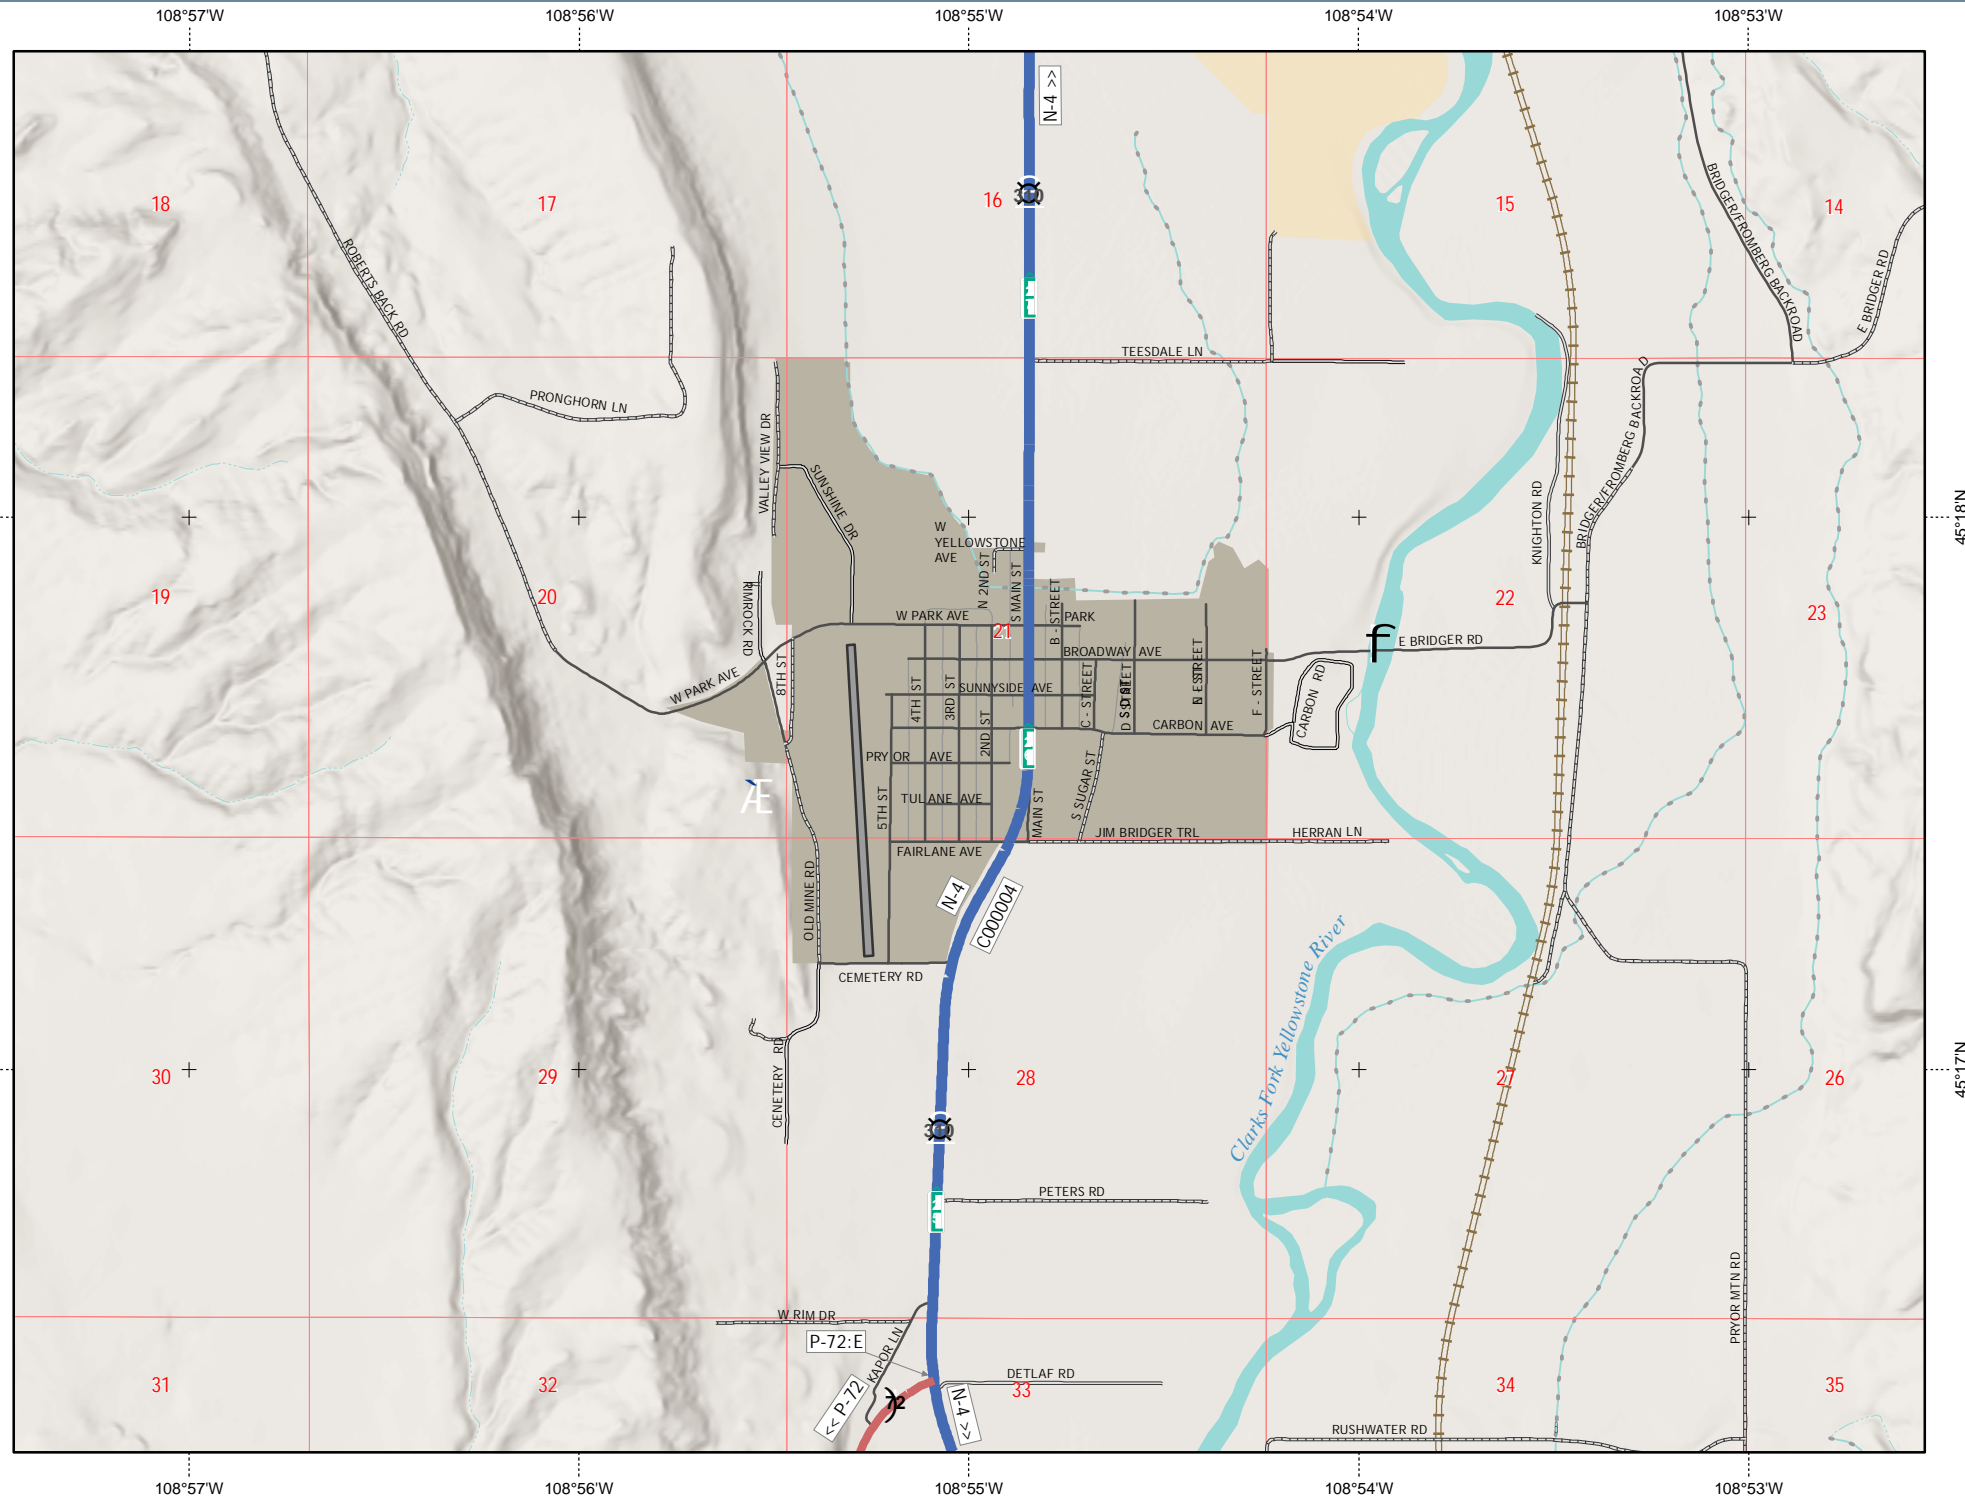 108°57'W
108°56'W
108°55'W
108°54'W
108°53'W
N-4 >>
18
17
16
15
14
BRIDGER/FROMBERG BACKROAD
E BRIDGER RD
ROBERTS BACK RD
TEESDALE LN
PRONGHORN LN
VALLEY VIEW DR
SUNSHINE DR
BRIDGER/FROMBERG BACKROAD
KNIGHTON RD
45°18'N
W
YELLOWSTONE
AVE
N 2ND ST
S MAIN ST
B - STREET
RIMROCK RD
19
20
21
22
23
W PARK AVE
PARK
BROADWAY AVE
E BRIDGER RD
8TH ST
W PARK AVE
4TH ST
3RD ST
SUNNYSIDE AVE
C - STREET
F - STREET
CARBON RD
CARBON AVE
2ND ST
PRYOR AVE
S SUGAR ST
TULANE AVE
5TH ST
MAIN ST
JIM BRIDGER TRL
HERRAN LN
FAIRLANE AVE
OLD MINE RD
N-4
C000004
CEMETERY RD
Clarks Fork Yellowstone River
CENETERY RD
30
29
28
27
26
45°17'N
PETERS RD
PRYOR MTN RD
W RIM DR
P-72:E
KAPOR LN
DETLAF RD
31
32
33
34
35
<< P-72
72
N-4 >>
RUSHWATER RD
108°57'W
108°56'W
108°55'W
108°54'W
108°53'W